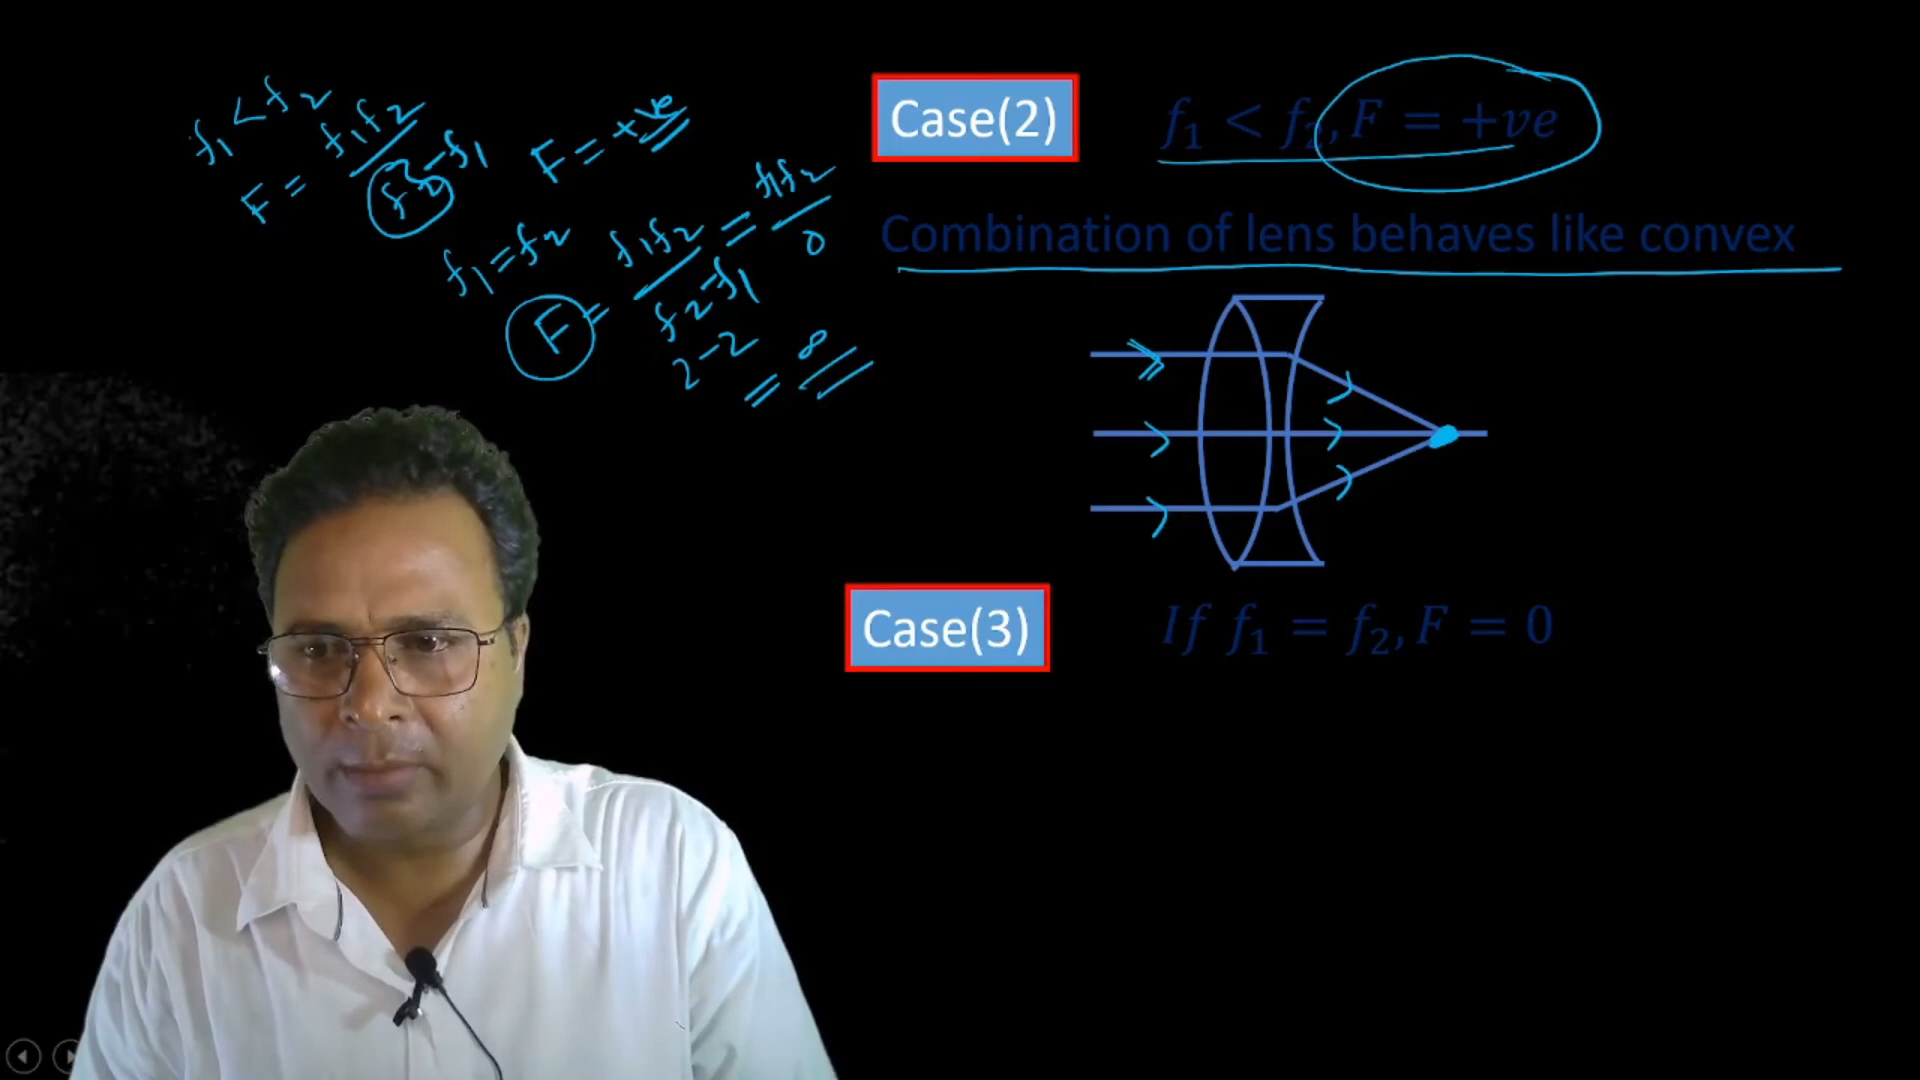 f₁ < f₂
F = f₁f₂ / f₂-f₁
F = +ve
f₁ = f₂
F = f₁f₂ / f₂-f₁ = f₁f₂ / 0
2-2
= ∞
Case(2) f₁ < f₂, F = +ve
Combination of lens behaves like convex
Case(3) If f₁ = f₂, F = 0